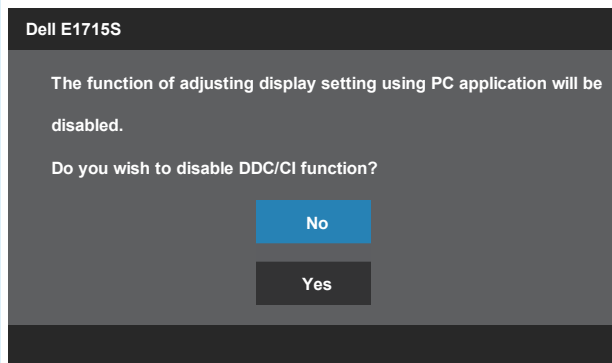 Dell E1715S
The function of adjusting display setting using PC application will be
disabled.
Do you wish to disable DDC/CI function?
No
Yes